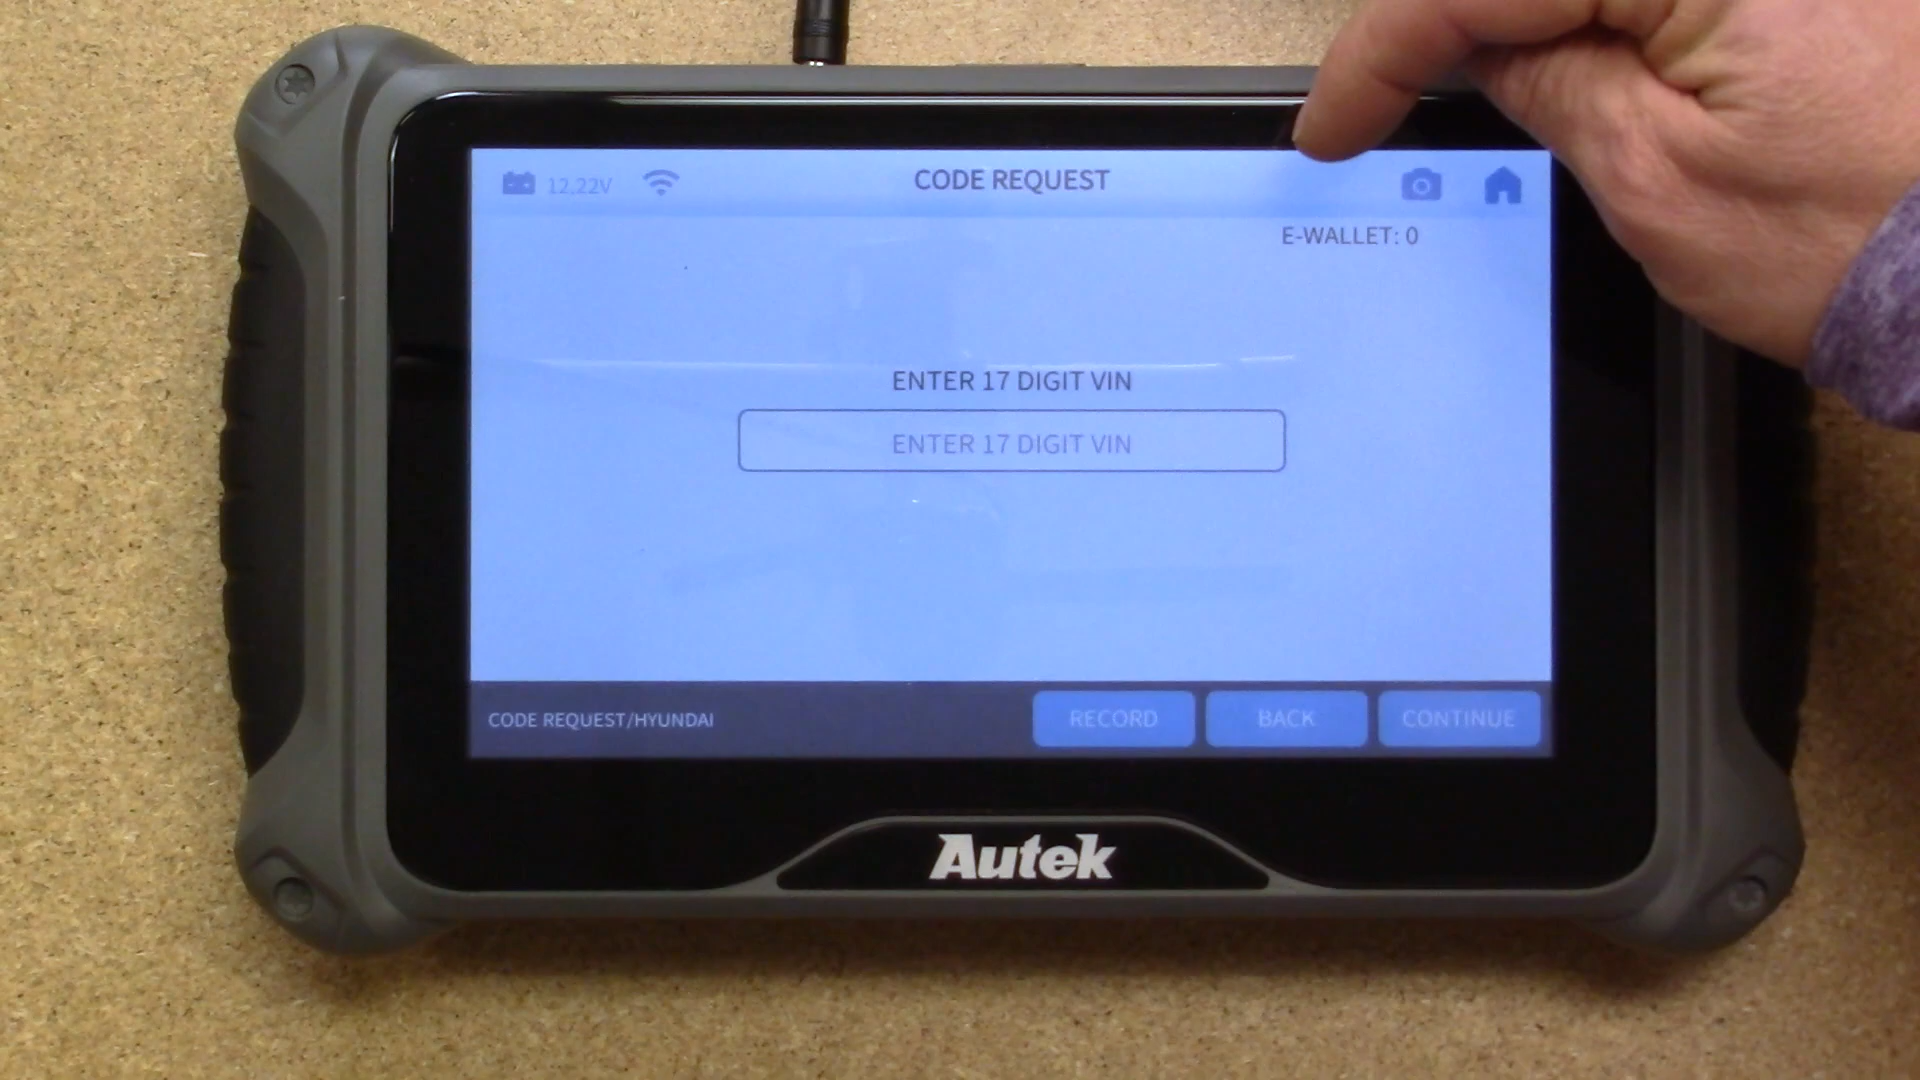 12.22V
CODE REQUEST
E-WALLET: 0
ENTER 17 DIGIT VIN
ENTER 17 DIGIT VIN
CODE REQUEST/HYUNDAI
RECORD
BACK
CONTINUE
Autek